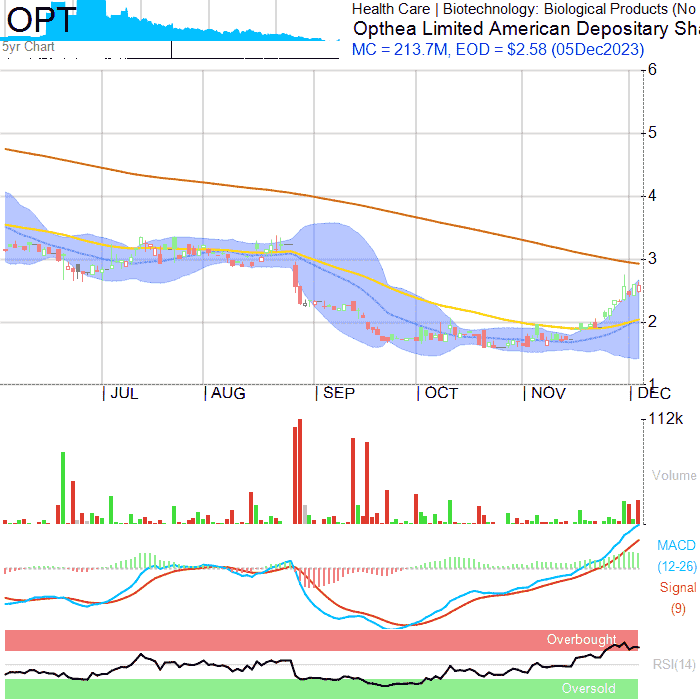 OPT
5yr Chart
Health Care | Biotechnology: Biological Products (No
Opthea Limited American Depositary Sha
MC = 213.7M, EOD = $2.58 (05Dec2023)
6
5
4
3
2
1
JUL
AUG
SEP
OCT
NOV
DEC
112k
Volume
MACD
(12-26)
Signal
(9)
Overbought
RSI(14)
Oversold